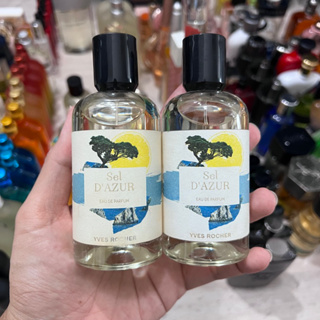 Sel
D'AZUR
EAU DE PARFUM
YVES ROCHER
Sel
D'AZUR
EAU DE PARFUM
YVES ROCHER